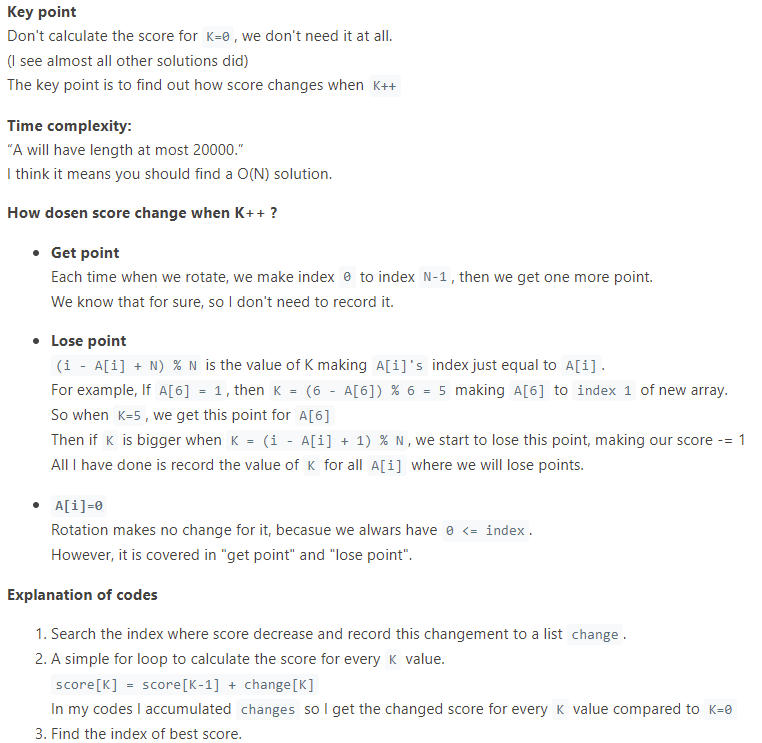 Key point
Don't calculate the score for K=0, we don't need it at all.
(I see almost all other solutions did)
The key point is to find out how score changes when K++
Time complexity:
“A will have length at most 20000.”
I think it means you should find a O(N) solution.
How dosen score change when K++ ?
• Get point
Each time when we rotate, we make index 0 to index N-1, then we get one more point.
We know that for sure, so I don't need to record it.
• Lose point
(i - A[i] + N) % N is the value of K making A[i]'s index just equal to A[i].
For example, If A[6] = 1, then K = (6 - A[6]) % 6 = 5 making A[6] to index 1 of new array.
So when K=5, we get this point for A[6]
Then if K is bigger when K = (i - A[i] + 1) % N, we start to lose this point, making our score -= 1
All I have done is record the value of K for all A[i] where we will lose points.
• A[i]=0
Rotation makes no change for it, becasue we alwars have 0 <= index.
However, it is covered in "get point" and "lose point".
Explanation of codes
1. Search the index where score decrease and record this changement to a list change.
2. A simple for loop to calculate the score for every K value.
score[K] = score[K-1] + change[K]
In my codes I accumulated changes so I get the changed score for every K value compared to K=0
3. Find the index of best score.